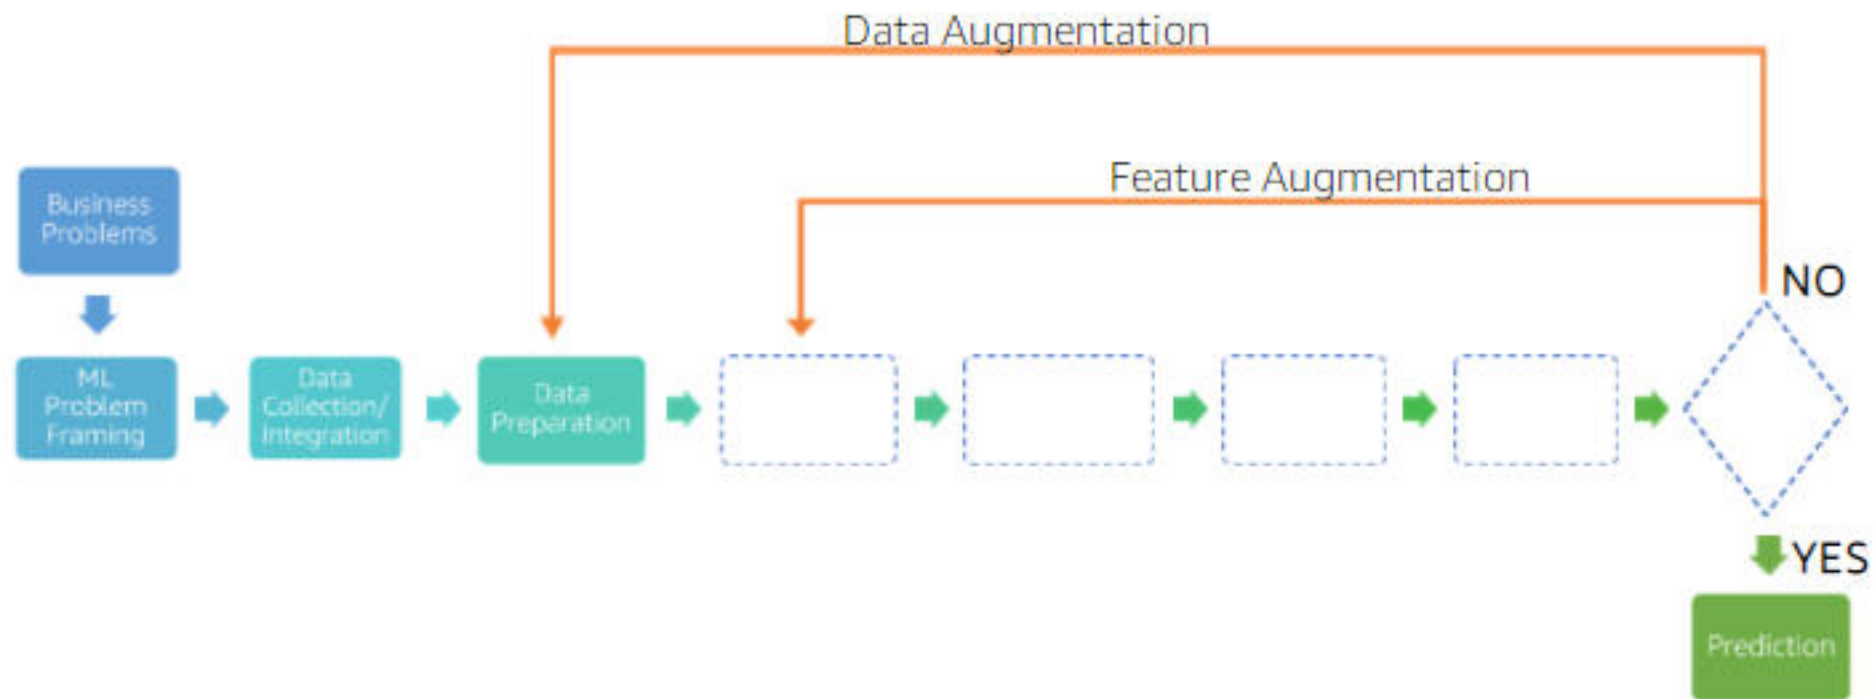 Data Augmentation
Feature Augmentation
Business
Problems
NO
ML
Problem
Framing
Data
Collection/
Integration
Data
Preparation
YES
Prediction